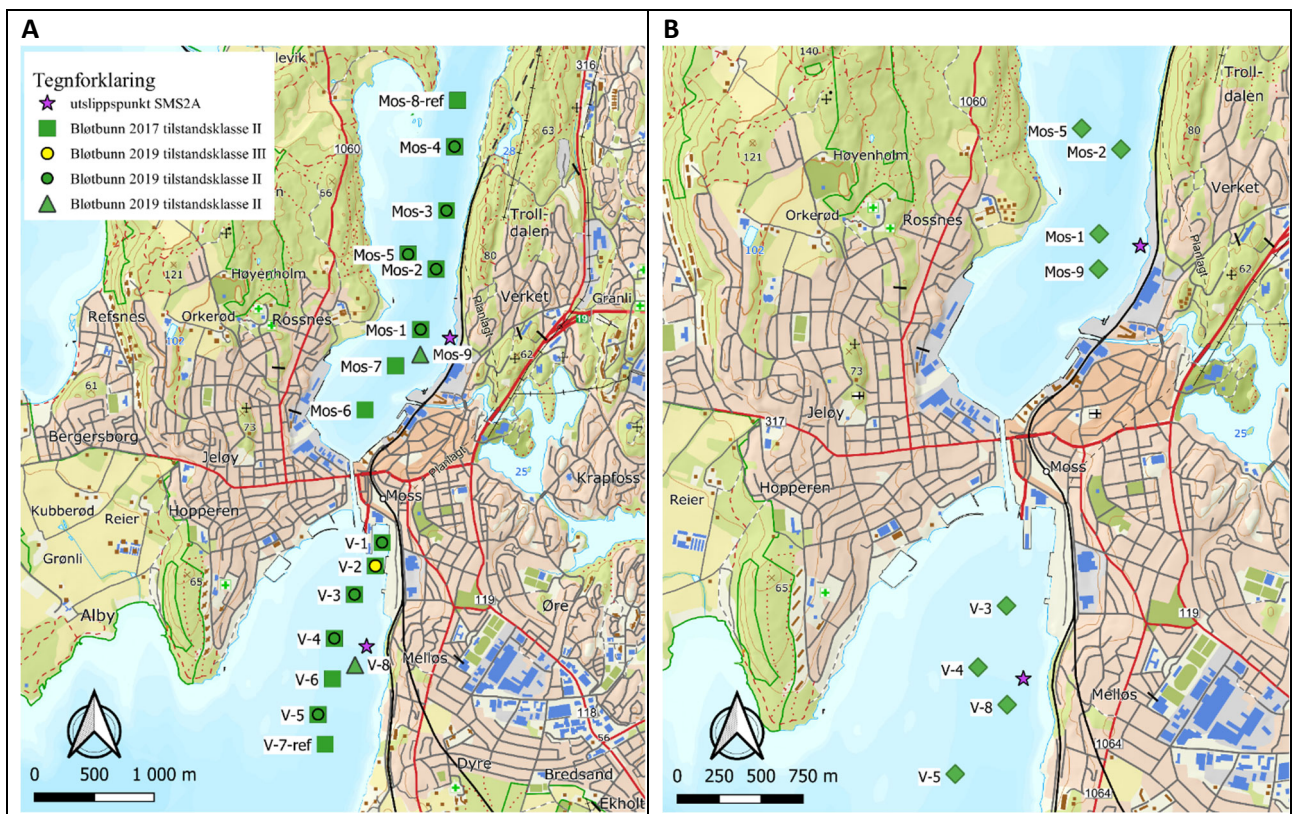 A
Tegnforklaring
utslippspunkt SMS2A
Bløtbunn 2017 tilstandsklasse II
Bløtbunn 2019 tilstandsklasse III
Bløtbunn 2019 tilstandsklasse II
Bløtbunn 2019 tilstandsklasse II
levik
316
Mos-8-ref
63
Mos-4
28
1060
56
Mos-3
Troll-
dalen
Mos-5
Mos-2
80
121
Høyenholm
Planlagt
Verket
Granli
Refsnes
Orkerød
Rossnes
19
102
Mos-1
Mos-9
62
Mos-7
61
Mos-6
73
Bergersborg
Jeløy
Planlagt
25
Krapfoss
Moss
Kubberød
Reier
Hopperen
V-1
Grønli
V-2
65
V-3
119
Øre
Alby
V-4
Melløs
V-8
V-6
V-5
118
56
V-7-ref
0 500 1 000 m
Dyre
Bredsand
Ekholt
B
140
Troll-
dalen
1060
Mos-5
80
121
Høyenholm
Mos-2
Verket
Orkerød
Rossnes
Mos-1
102
Planlagt
Mos-9
62
73
Jeløy
317
25
Moss
Hopperen
Reier
65
V-3
119
V-4
Melløs
V-8
1064
V-5
0 250 500 750 m
1064